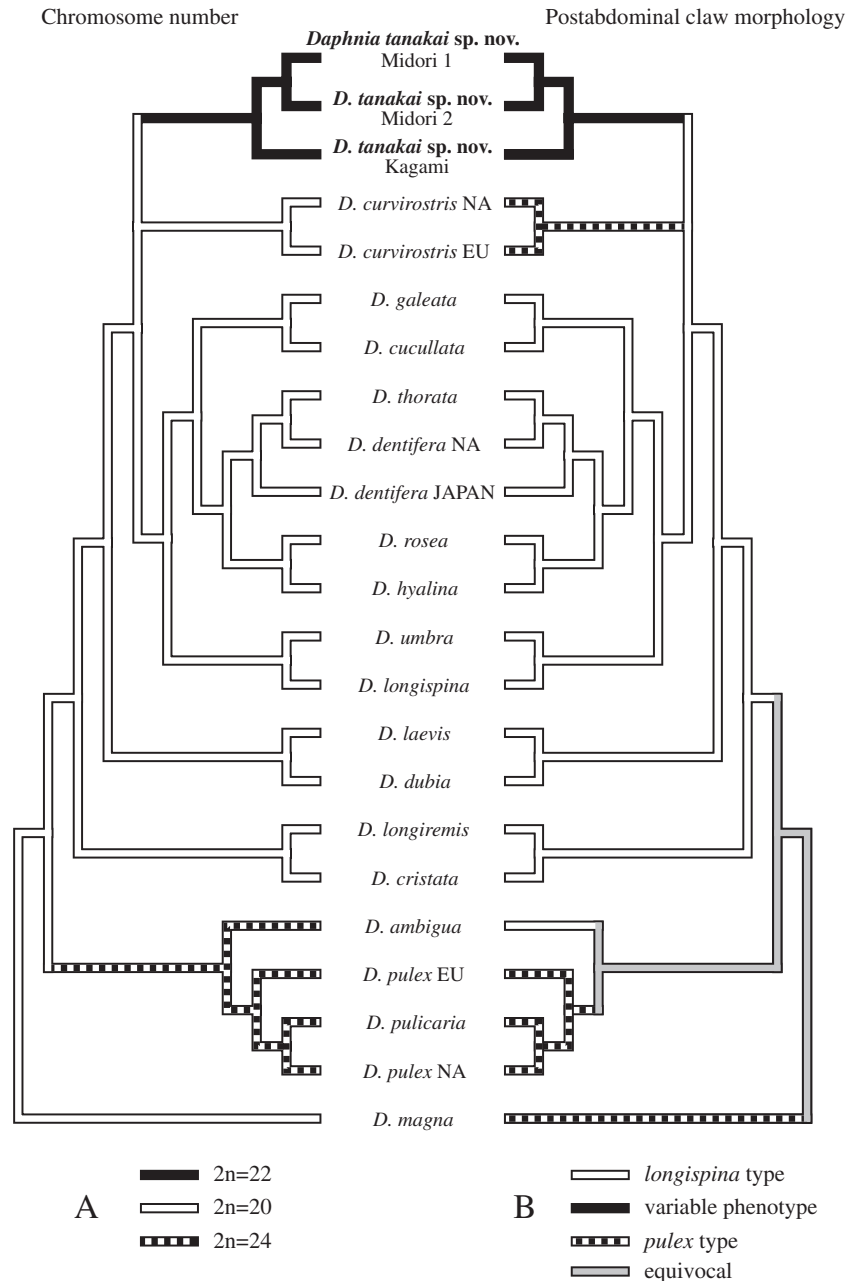 Chromosome number
Postabdominal claw morphology
Daphnia tanakai sp. nov.
Midori 1
D. tanakai sp. nov.
Midori 2
D. tanakai sp. nov.
Kagami
D. curvirostris NA
D. curvirostris EU
D. galeata
D. cucullata
D. thorata
D. dentifera NA
D. dentifera JAPAN
D. rosea
D. hyalina
D. umbra
D. longispina
D. laevis
D. dubia
D. longiremis
D. cristata
D. ambigua
D. pulex EU
D. pulicaria
D. pulex NA
D. magna
A
2n=22
2n=20
2n=24
B
longispina type
variable phenotype
pulex type
equivocal